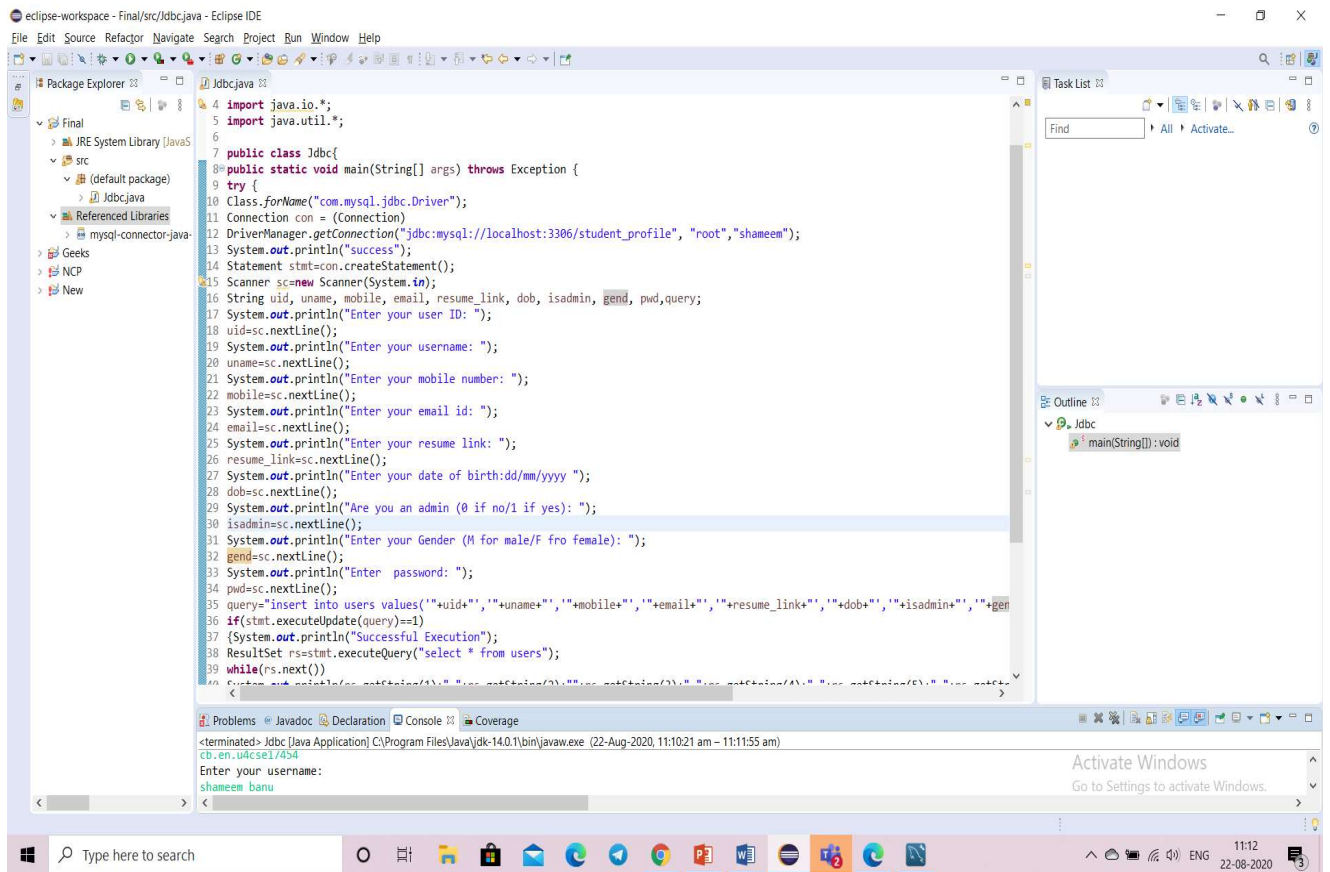 eclipse-workspace - Final/src/Jdbc.java - Eclipse IDE
File Edit Source Refactor Navigate Search Project Run Window Help
Package Explorer
Final
JRE System Library [JavaS
src
(default package)
Jdbc.java
Referenced Libraries
mysql-connector-java-
Geeks
NCP
New
Jdbc.java
4 import java.io.*;
5 import java.util.*;
6
7 public class Jdbc{
8 public static void main(String[] args) throws Exception {
9 try {
10 Class.forName("com.mysql.jdbc.Driver");
11 Connection con = (Connection)
12 DriverManager.getConnection("jdbc:mysql://localhost:3306/student_profile", "root","shameem");
13 System.out.println("success");
14 Statement stmt=con.createStatement();
15 Scanner sc=new Scanner(System.in);
16 String uid, uname, mobile, email, resume_link, dob, isadmin, gend, pwd,query;
17 System.out.println("Enter your user ID: ");
18 uid=sc.nextLine();
19 System.out.println("Enter your username: ");
20 uname=sc.nextLine();
21 System.out.println("Enter your mobile number: ");
22 mobile=sc.nextLine();
23 System.out.println("Enter your email id: ");
24 email=sc.nextLine();
25 System.out.println("Enter your resume link: ");
26 resume_link=sc.nextLine();
27 System.out.println("Enter your date of birth:dd/mm/yyyy ");
28 dob=sc.nextLine();
29 System.out.println("Are you an admin (0 if no/1 if yes): ");
30 isadmin=sc.nextLine();
31 System.out.println("Enter your Gender (M for male/F fro female): ");
32 gend=sc.nextLine();
33 System.out.println("Enter  password: ");
34 pwd=sc.nextLine();
35 query="insert into users values('"+uid+"','"+uname+"','"+mobile+"','"+email+"','"+resume_link+"','"+dob+"','"+isadmin+"','"+gen
36 if(stmt.executeUpdate(query)==1)
37 {System.out.println("Successful Execution");
38 ResultSet rs=stmt.executeQuery("select * from users");
39 while(rs.next())
Task List
Find
All
Activate...
Outline
Jdbc
main(String[]) : void
Problems Javadoc Declaration Console Coverage
<terminated> Jdbc [Java Application] C:\Program Files\Java\jdk-14.0.1\bin\javaw.exe (22-Aug-2020, 11:10:21 am – 11:11:55 am)
cb.en.u4cse17454
Enter your username:
shameem banu
Activate Windows
Go to Settings to activate Windows.
Type here to search
ENG
11:12
22-08-2020